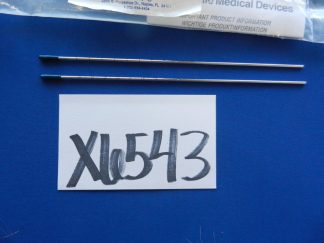 Medical Devices
IMPORTANT PRODUCT INFORMATION
WICHTIGE PRODUKTINFORMATION
X6543